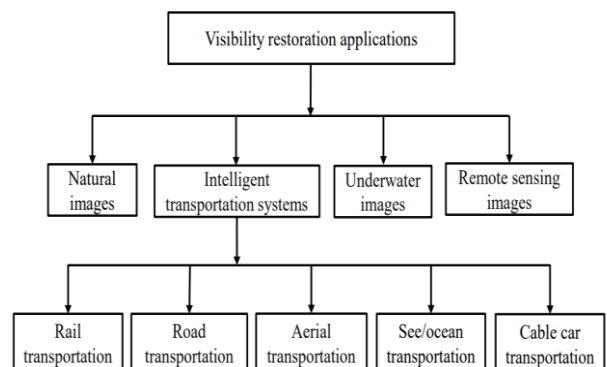 Visibility restoration applications
Natural
images
Intelligent
transportation systems
Underwater
images
Remote sensing
images
Rail
transportation
Road
transportation
Aerial
transportation
See/ocean
transportation
Cable car
transportation